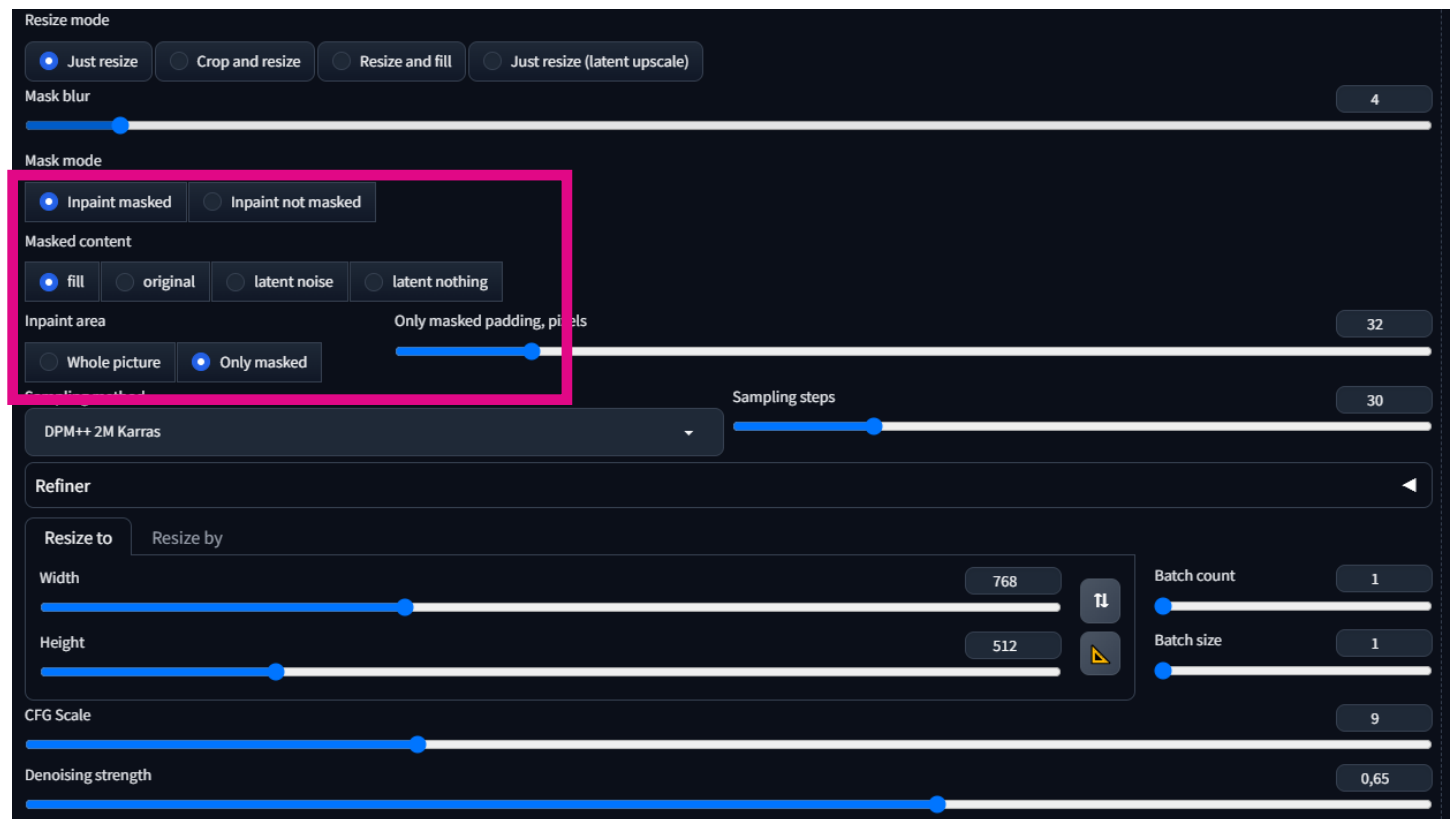 Resize mode
Just resize Crop and resize Resize and fill Just resize (latent upscale)
Mask blur 4
Mask mode
Inpaint masked Inpaint not masked
Masked content
fill original latent noise latent nothing
Inpaint area Only masked padding, pixels 32
Whole picture Only masked
Sampling method Sampling steps 30
DPM++ 2M Karras
Refiner
Resize to Resize by
Width 768 Batch count 1
Height 512 Batch size 1
CFG Scale 9
Denoising strength 0,65